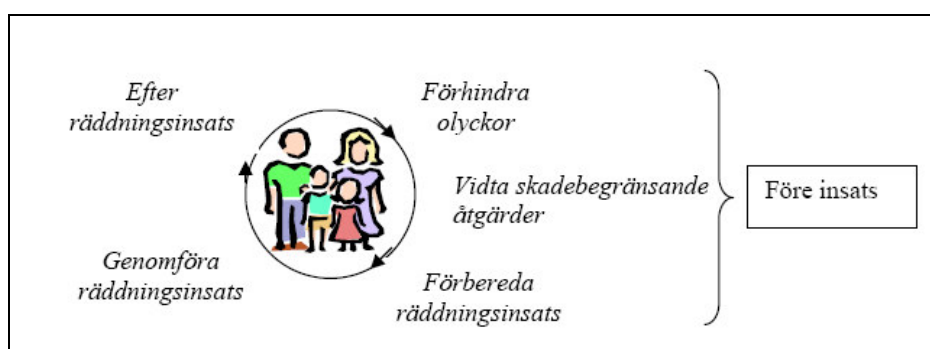 Efter
räddningsinsats
Förhindra
olyckor
Vidta skadebegränsande
åtgärder
Före insats
Genomföra
räddningsinsats
Förbereda
räddningsinsats